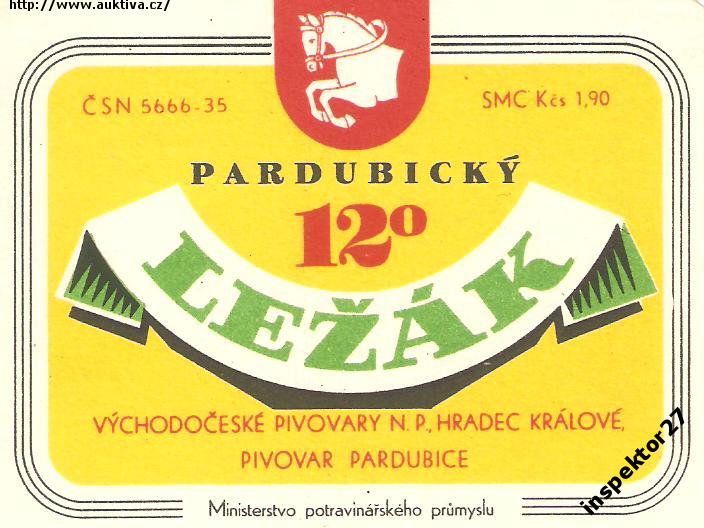 http://www.auktiva.cz/
ČSN 5666-35
SMC Kčs 1,90
PARDUBICKÝ
12º
LEŽÁK
VÝCHODOČESKÉ PIVOVARY N. P., HRADEC KRÁLOVÉ,
PIVOVAR PARDUBICE
Ministerstvo potravinářského průmyslu
inspektor27